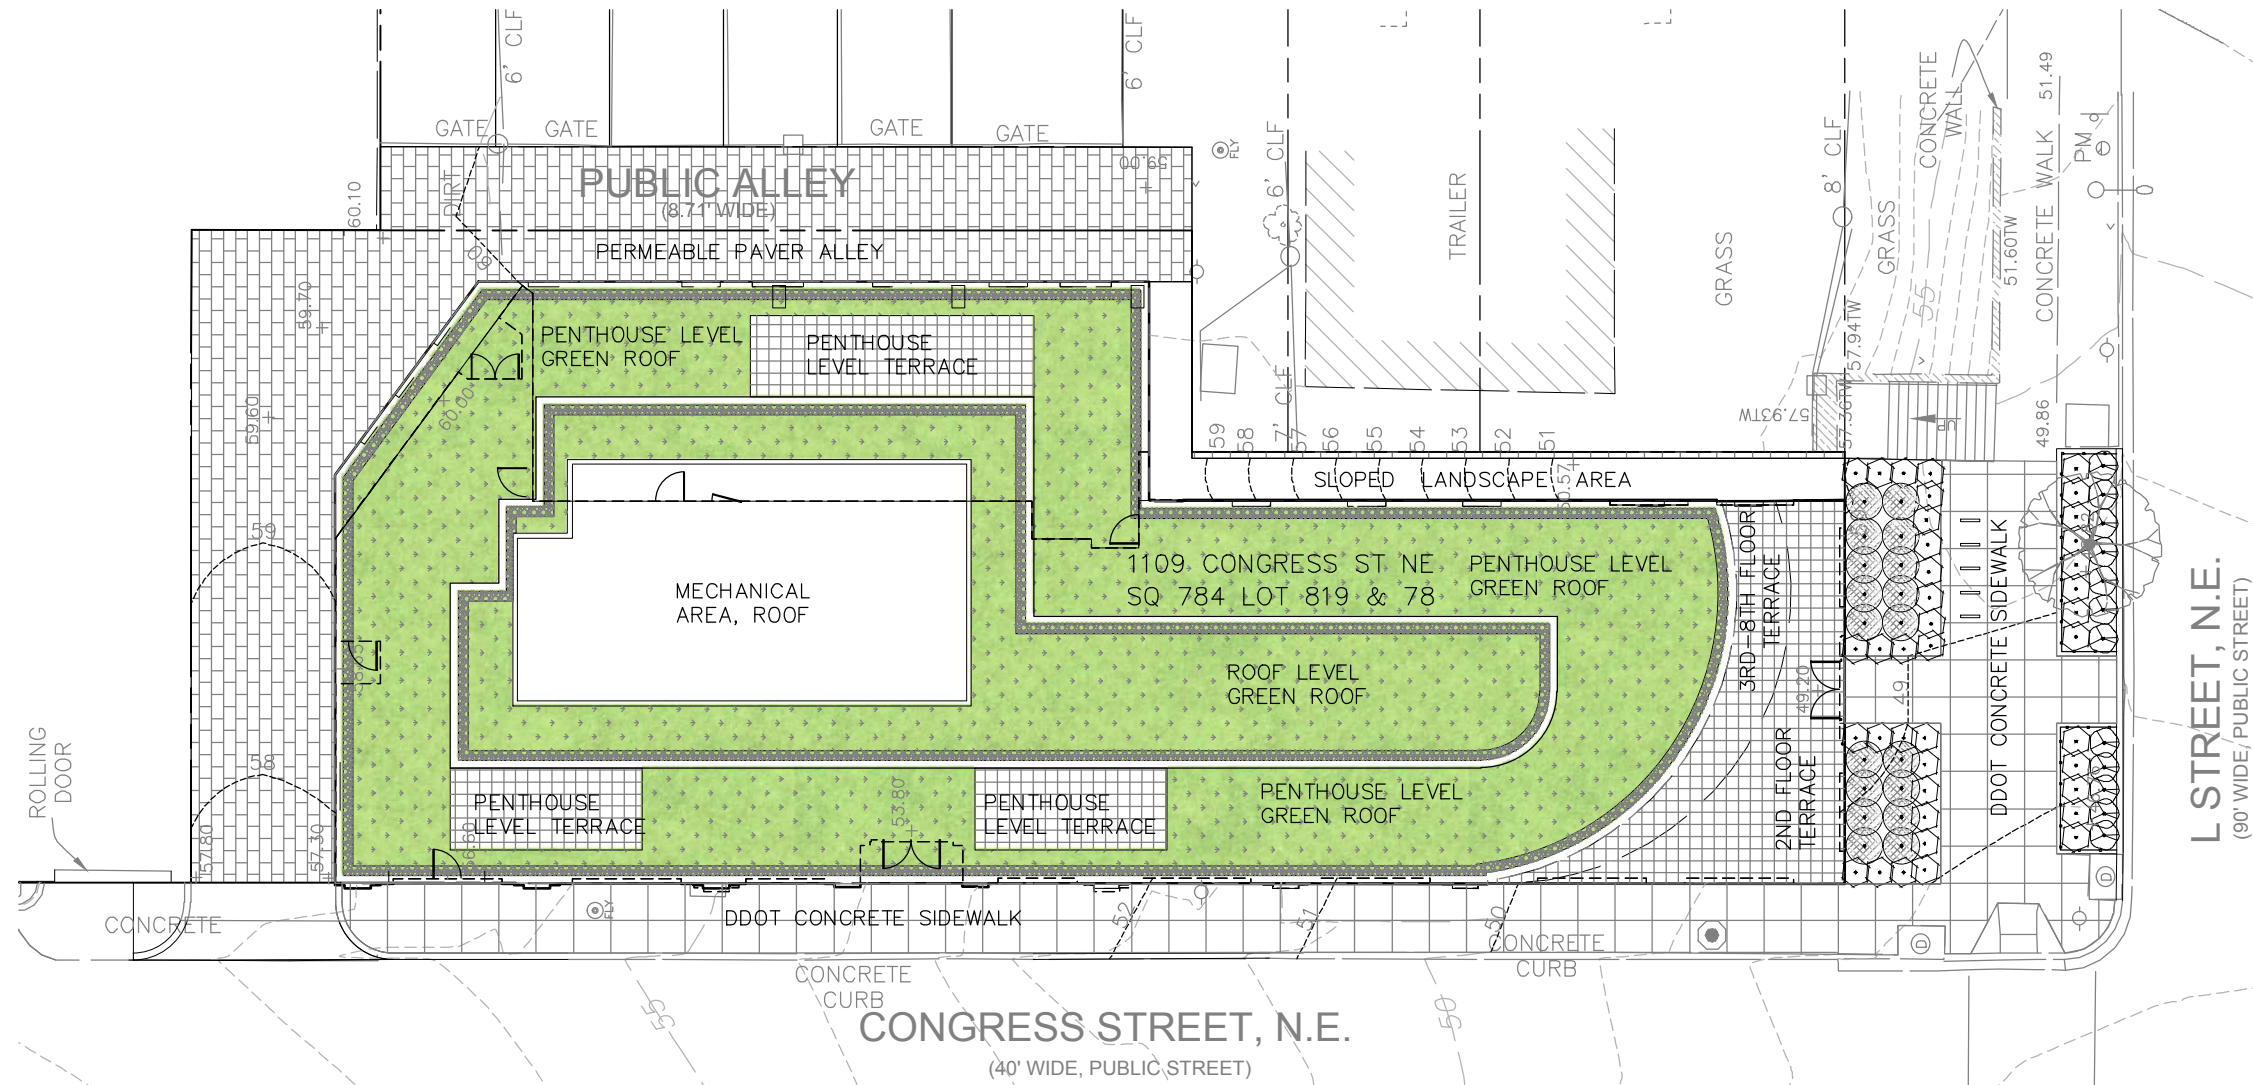 6' CLF
6' CLF
GATE
GATE
GATE
GATE
PUBLIC ALLEY
(8.71' WIDE)
PERMEABLE PAVER ALLEY
DIRT
60.10
60
59.00
FLY
6' CLF
TRAILER
GRASS
8' CLF
GRASS
CONCRETE
WALL
55
CONCRETE WALK
51.49
PM
51.60TW
57.94TW
57.36TW
57.93TW
UP
49.86
59.70
59.60
60.00
PENTHOUSE LEVEL
GREEN ROOF
PENTHOUSE
LEVEL TERRACE
7' CLF
59
58
57
56
55
54
53
52
51
50.57
SLOPED LANDSCAPE AREA
1109 CONGRESS ST NE
SQ 784 LOT 819 & 78
PENTHOUSE LEVEL
GREEN ROOF
3RD-8TH FLOOR
TERRACE
MECHANICAL
AREA, ROOF
ROOF LEVEL
GREEN ROOF
49.20
49
DDOT CONCRETE SIDEWALK
L STREET, N.E.
(90' WIDE, PUBLIC STREET)
59
58
ROLLING
DOOR
57.80
57.30
PENTHOUSE
LEVEL TERRACE
53.80
PENTHOUSE
LEVEL TERRACE
PENTHOUSE LEVEL
GREEN ROOF
2ND FLOOR
TERRACE
CONCRETE
FLY
DDOT CONCRETE SIDEWALK
52
51
50
D
D
CONCRETE
CURB
CONCRETE
CURB
55
50
CONGRESS STREET, N.E.
(40' WIDE, PUBLIC STREET)